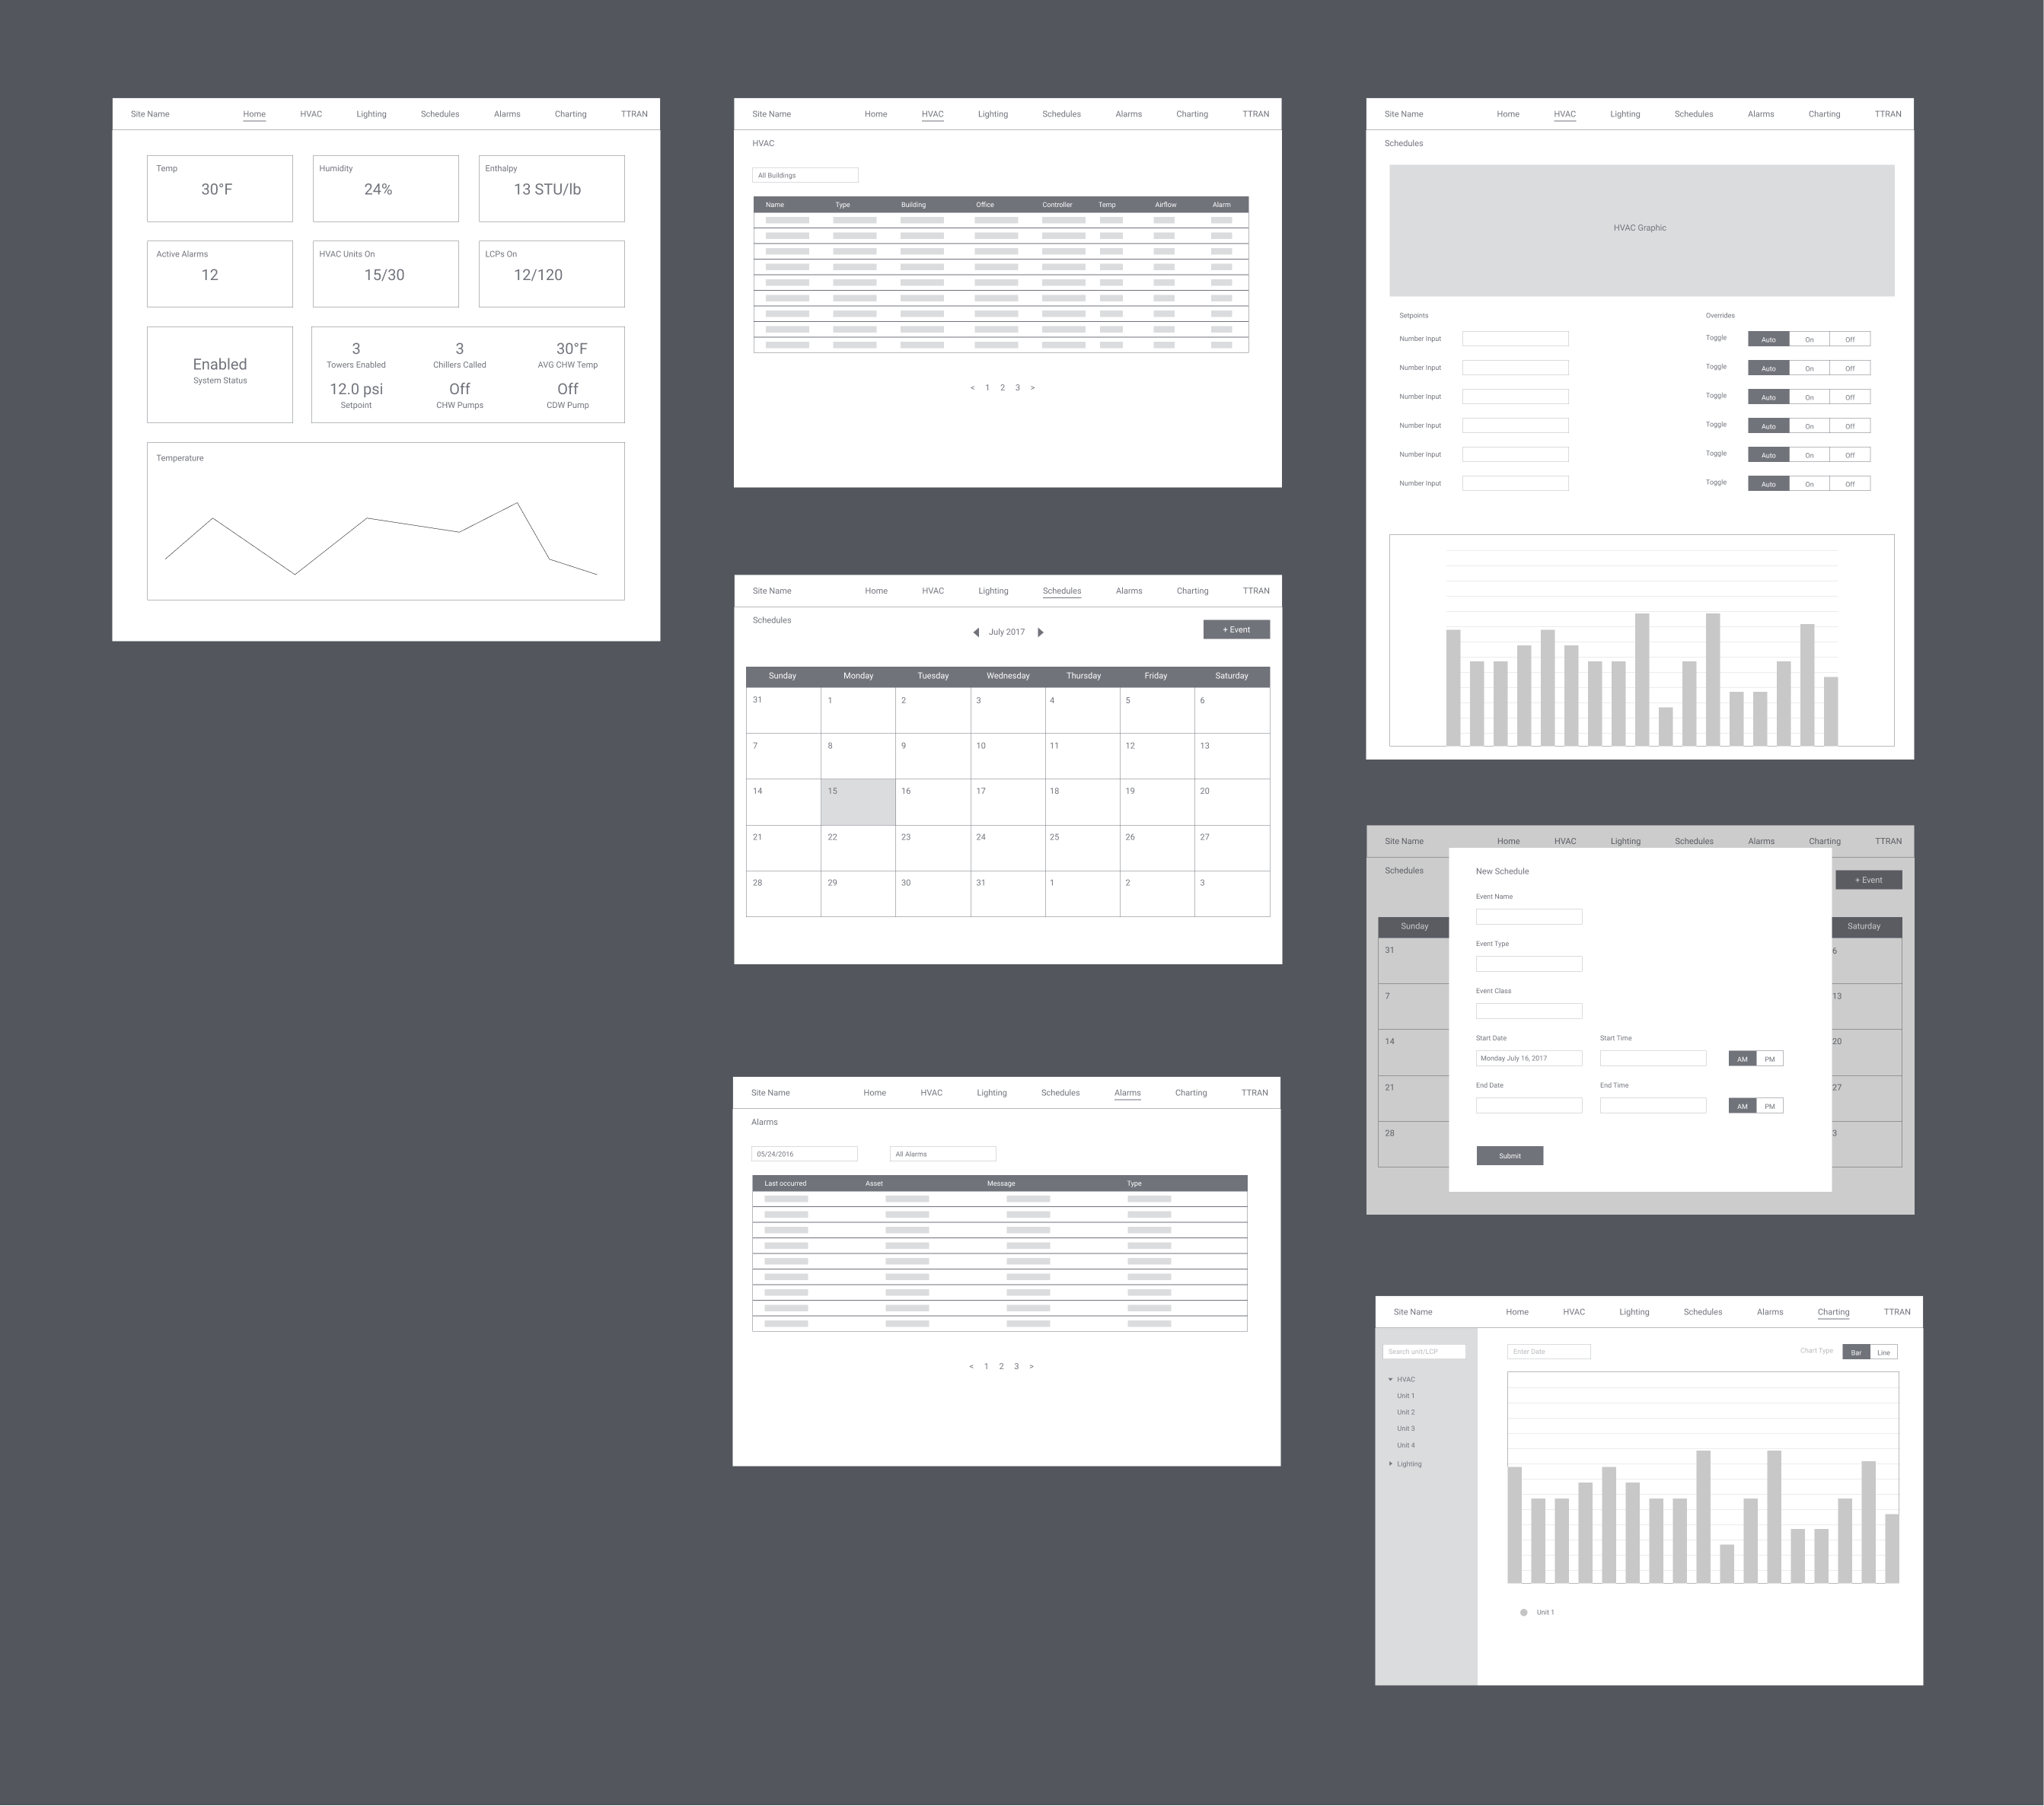 Site Name Home HVAC Lighting Schedules Alarms Charting TTRAN
Temp Humidity Enthalpy
30°F 24% 13 STU/lb
Active Alarms HVAC Units On LCPs On
12 15/30 12/120
Enabled
System Status
3 3 30°F
Towers Enabled Chillers Called AVG CHW Temp
12.0 psi Off Off
Setpoint CHW Pumps CDW Pump
Temperature
Site Name Home HVAC Lighting Schedules Alarms Charting TTRAN
HVAC
All Buildings
Name Type Building Office Controller Temp Airflow Alarm
< 1 2 3 >
Site Name Home HVAC Lighting Schedules Alarms Charting TTRAN
Schedules
July 2017
+ Event
Sunday Monday Tuesday Wednesday Thursday Friday Saturday
31 1 2 3 4 5 6
7 8 9 10 11 12 13
14 15 16 17 18 19 20
21 22 23 24 25 26 27
28 29 30 31 1 2 3
Site Name Home HVAC Lighting Schedules Alarms Charting TTRAN
Alarms
05/24/2016 All Alarms
Last occurred Asset Message Type
< 1 2 3 >
Site Name Home HVAC Lighting Schedules Alarms Charting TTRAN
Schedules
HVAC Graphic
Setpoints Overrides
Number Input Toggle Auto On Off
Number Input Toggle Auto On Off
Number Input Toggle Auto On Off
Number Input Toggle Auto On Off
Number Input Toggle Auto On Off
Number Input Toggle Auto On Off
Site Name Home HVAC Lighting Schedules Alarms Charting TTRAN
Schedules
+ Event
Sunday Saturday
31 6
7 13
14 20
21 27
28 3
New Schedule
Event Name
Event Type
Event Class
Start Date Start Time
Monday July 16, 2017 AM PM
End Date End Time
AM PM
Submit
Site Name Home HVAC Lighting Schedules Alarms Charting TTRAN
Search unit/LCP
HVAC
Unit 1
Unit 2
Unit 3
Unit 4
Lighting
Enter Date Chart Type Bar Line
Unit 1